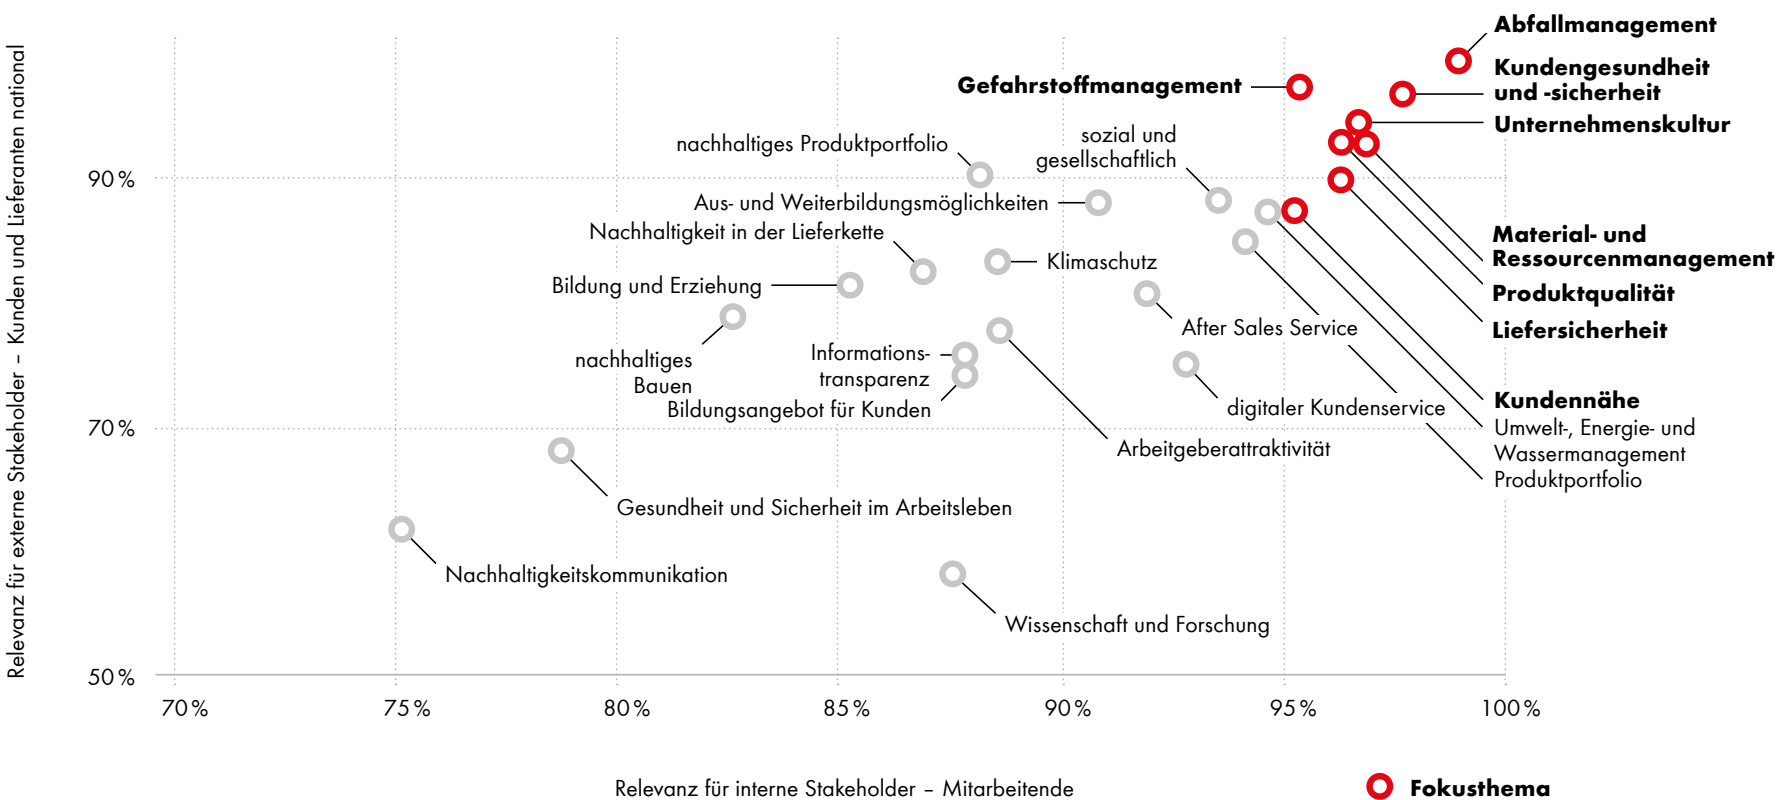 Relevanz für externe Stakeholder – Kunden und Lieferanten national
Abfallmanagement
Kundengesundheit
und -sicherheit
Gefahrstoffmanagement
Unternehmenskultur
sozial und
gesellschaftlich
nachhaltiges Produktportfolio
90 %
Aus- und Weiterbildungsmöglichkeiten
Nachhaltigkeit in der Lieferkette
Material- und
Ressourcenmanagement
Klimaschutz
Bildung und Erziehung
Produktqualität
After Sales Service
Liefersicherheit
nachhaltiges
Bauen
Informations-
transparenz
Bildungsangebot für Kunden
digitaler Kundenservice
Kundennähe
70 %
Umwelt-, Energie- und
Wassermanagement
Arbeitgeberattraktivität
Produktportfolio
Gesundheit und Sicherheit im Arbeitsleben
Nachhaltigkeitskommunikation
Wissenschaft und Forschung
50 %
70 %
75 %
80 %
85 %
90 %
95 %
100 %
Relevanz für interne Stakeholder – Mitarbeitende
Fokusthema